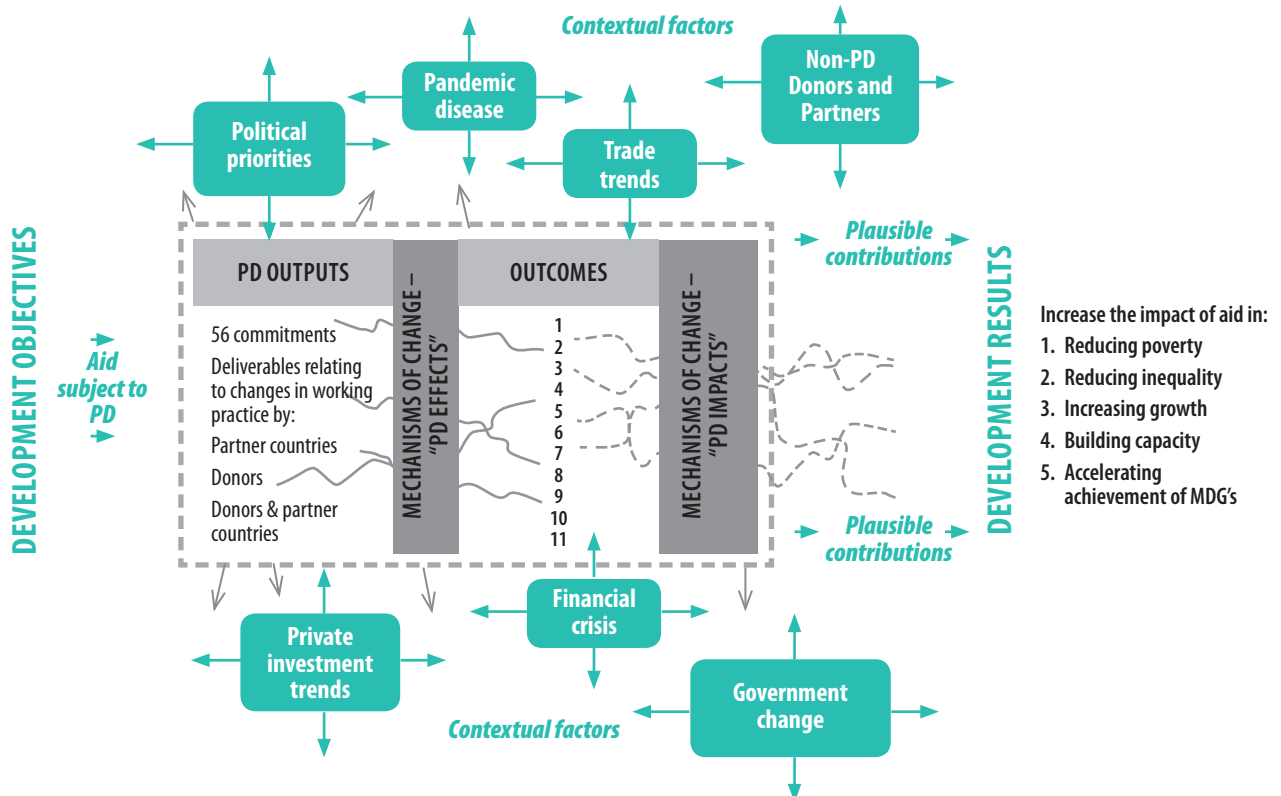 Contextual factors
Political
priorities
Pandemic
disease
Trade
trends
Non-PD
Donors and
Partners
DEVELOPMENT OBJECTIVES
Aid
subject to
PD
PD OUTPUTS
56 commitments
Deliverables relating
to changes in working
practice by:
Partner countries
Donors
Donors & partner
countries
MECHANISMS OF CHANGE –
“PD EFFECTS”
OUTCOMES
1
2
3
4
5
6
7
8
9
10
11
MECHANISMS OF CHANGE –
“PD IMPACTS”
Plausible
contributions
Plausible
contributions
DEVELOPMENT RESULTS
Increase the impact of aid in:
1. Reducing poverty
2. Reducing inequality
3. Increasing growth
4. Building capacity
5. Accelerating
achievement of MDG’s
Private
investment
trends
Financial
crisis
Government
change
Contextual factors